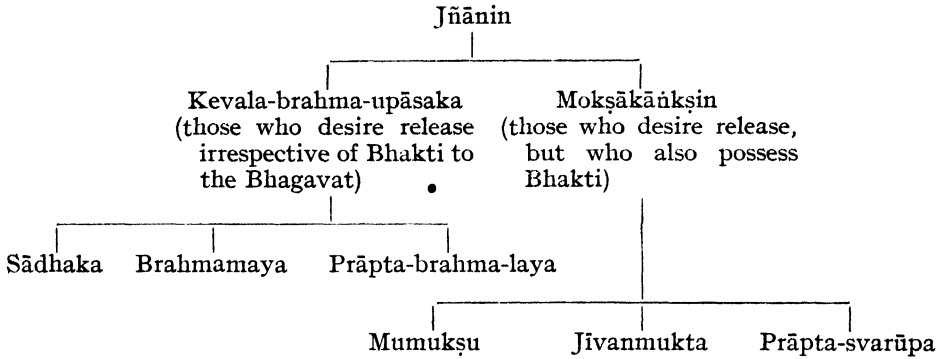 Jñānin
Kevala-brahma-upāsaka
(those who desire release
irrespective of Bhakti to
the Bhagavat)
Mokṣākāṅkṣin
(those who desire release,
but who also possess
Bhakti)
Sādhaka
Brahmamaya
Prāpta-brahma-laya
Mumukṣu
Jīvanmukta
Prāpta-svarūpa